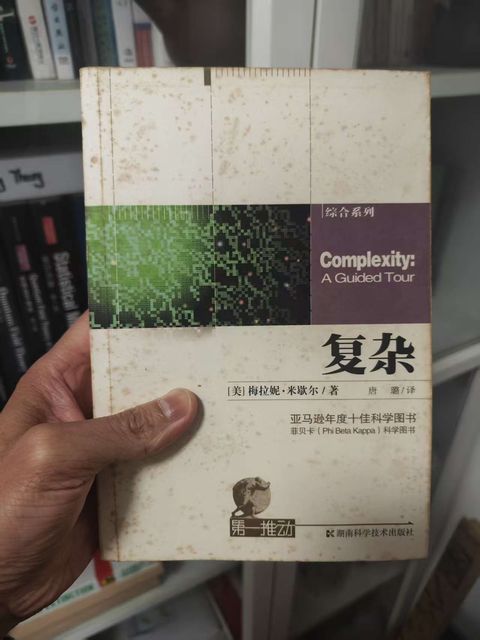 综合系列
Complexity:
A Guided Tour
复杂
[美] 梅拉妮·米歇尔/著 唐 璐/译
亚马逊年度十佳科学图书
菲贝卡（Phi Beta Kappa）科学图书
第一推动
湖南科学技术出版社